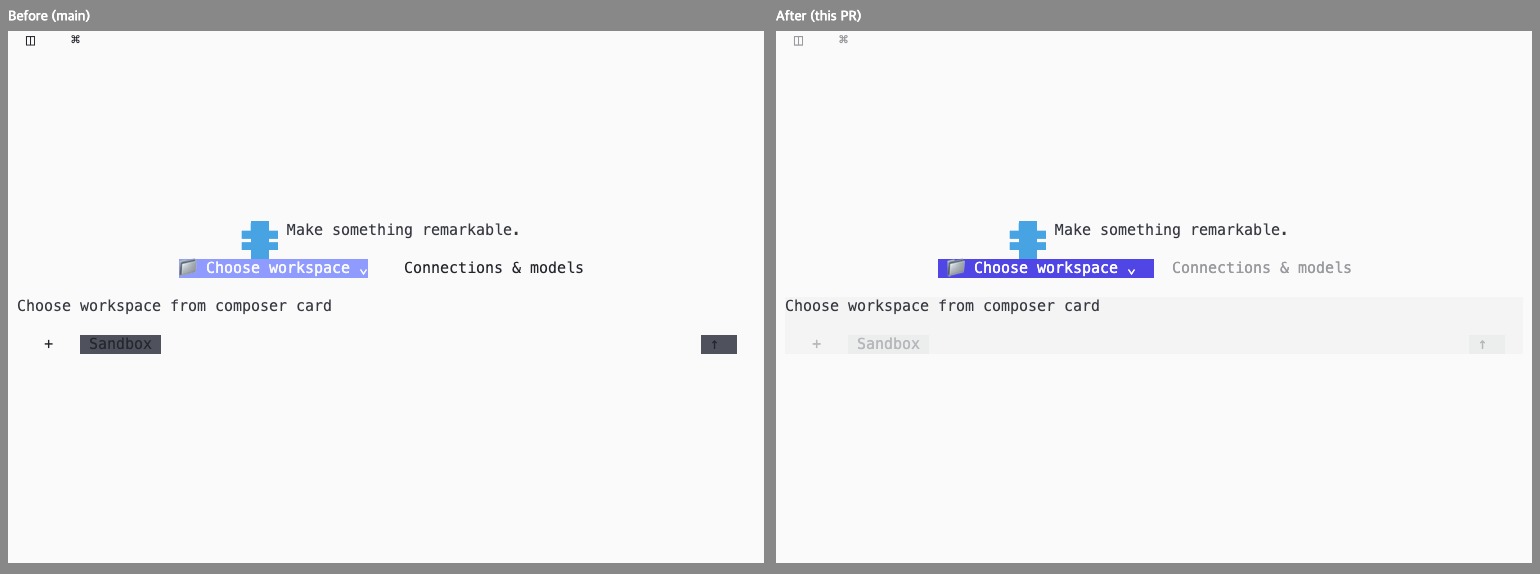 Before (main)
⌘
Make something remarkable.
Choose workspace ⌄ Connections & models
Choose workspace from composer card
+ Sandbox ↑
After (this PR)
⌘
Make something remarkable.
Choose workspace ⌄ Connections & models
Choose workspace from composer card
+ Sandbox ↑